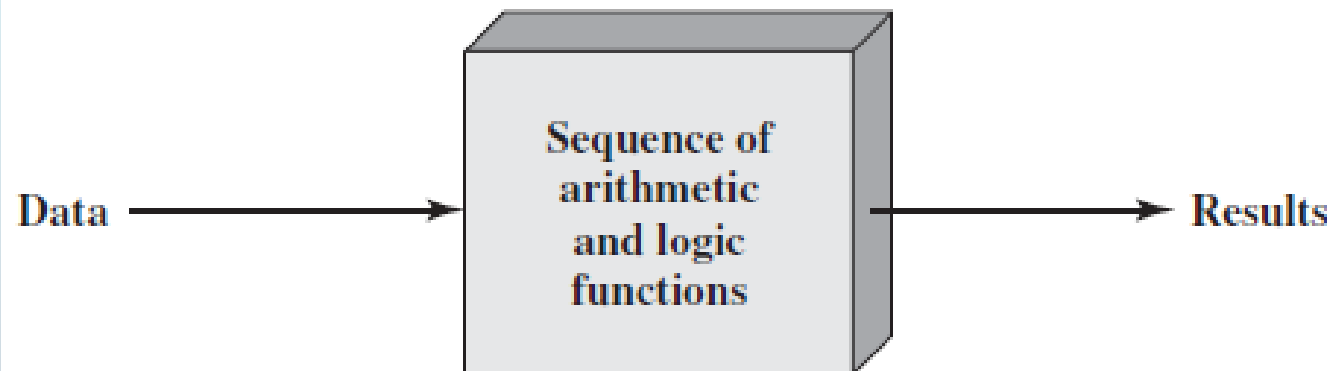 Data
Sequence of
arithmetic
and logic
functions
Results